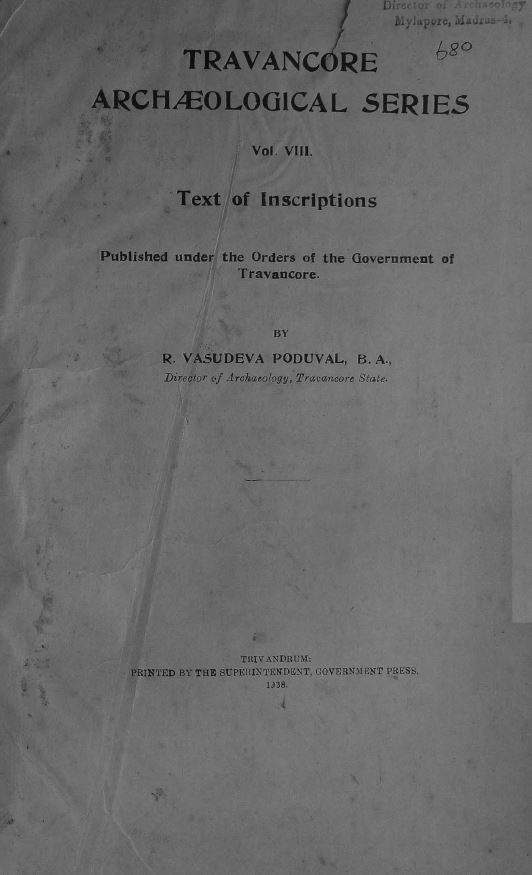 Director of Archaeology
Mylapore, Madras-4.
680
TRAVANCORE
ARCHÆOLOGICAL SERIES
Vol. VIII.
Text of Inscriptions
Published under the Orders of the Government of
Travancore.
BY
R. VASUDEVA PODUVAL, B. A.,
Director of Archaeology, Travancore State.
TRIVANDRUM:
PRINTED BY THE SUPERINTENDENT, GOVERNMENT PRESS.
1938.